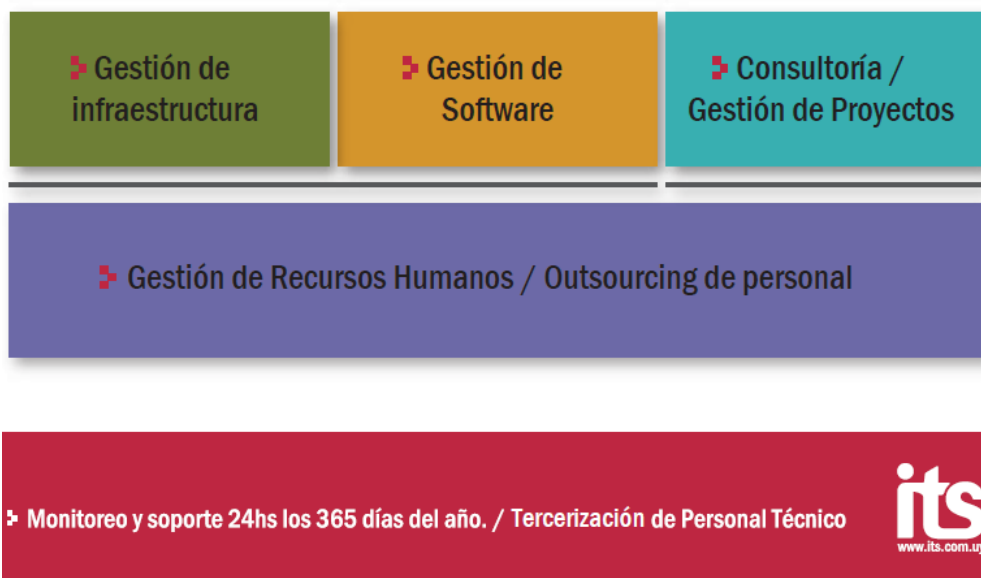 Gestión de
infraestructura
Gestión de
Software
Consultoría /
Gestión de Proyectos
Gestión de Recursos Humanos / Outsourcing de personal
Monitoreo y soporte 24hs los 365 días del año. / Tercerización de Personal Técnico
its
www.its.com.uy